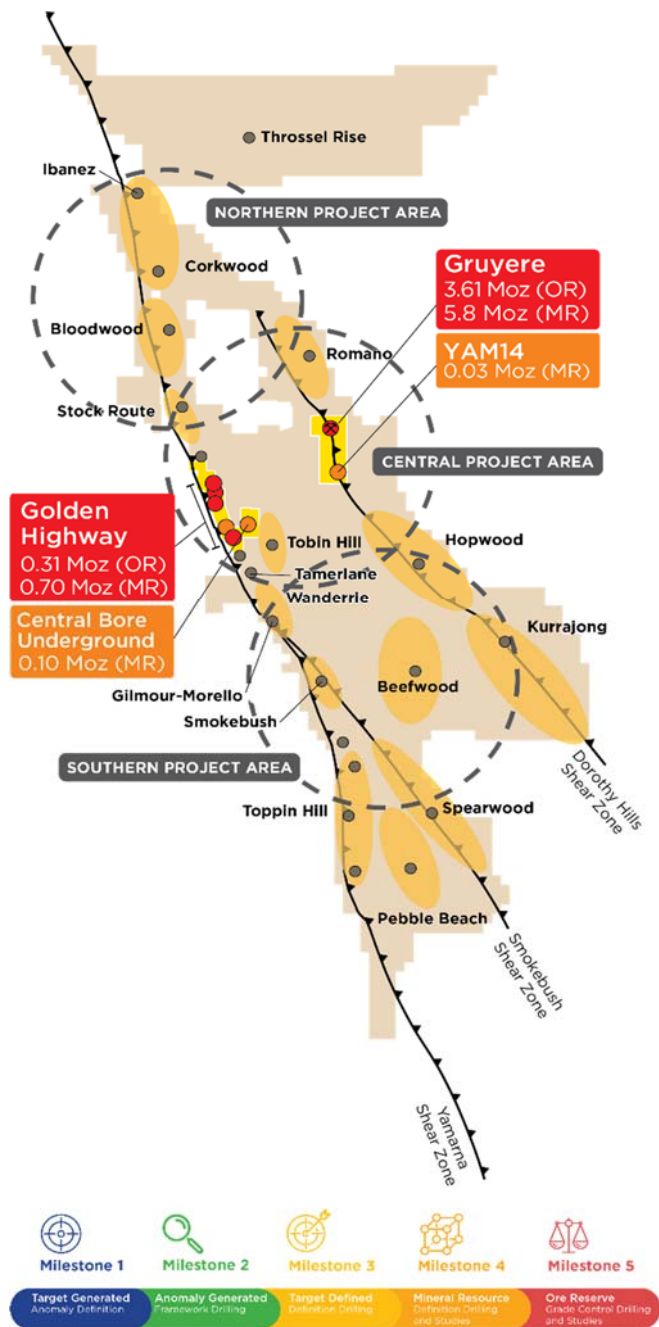 Throssel Rise
Ibanez
NORTHERN PROJECT AREA
Corkwood
Gruyere
3.61 Moz (OR)
5.8 Moz (MR)
Bloodwood
Romano
YAM14
0.03 Moz (MR)
Stock Route
CENTRAL PROJECT AREA
Golden
Highway
0.31 Moz (OR)
0.70 Moz (MR)
Hopwood
Tobin Hill
Tamerlane
Wanderrie
Central Bore
Underground
0.10 Moz (MR)
Kurrajong
Beefwood
Gilmour-Morello
Smokebush
SOUTHERN PROJECT AREA
Dorothy Hills
Shear Zone
Toppin Hill
Spearwood
Pebble Beach
Smokebush
Shear Zone
Yamarna
Shear Zone
Milestone 1
Milestone 2
Milestone 3
Milestone 4
Milestone 5
Target Generated
Anomaly Definition
Anomaly Generated
Framework Drilling
Target Defined
Definition Drilling
Mineral Resource
Definition Drilling
and Studies
Ore Reserve
Grade Control Drilling
and Studies